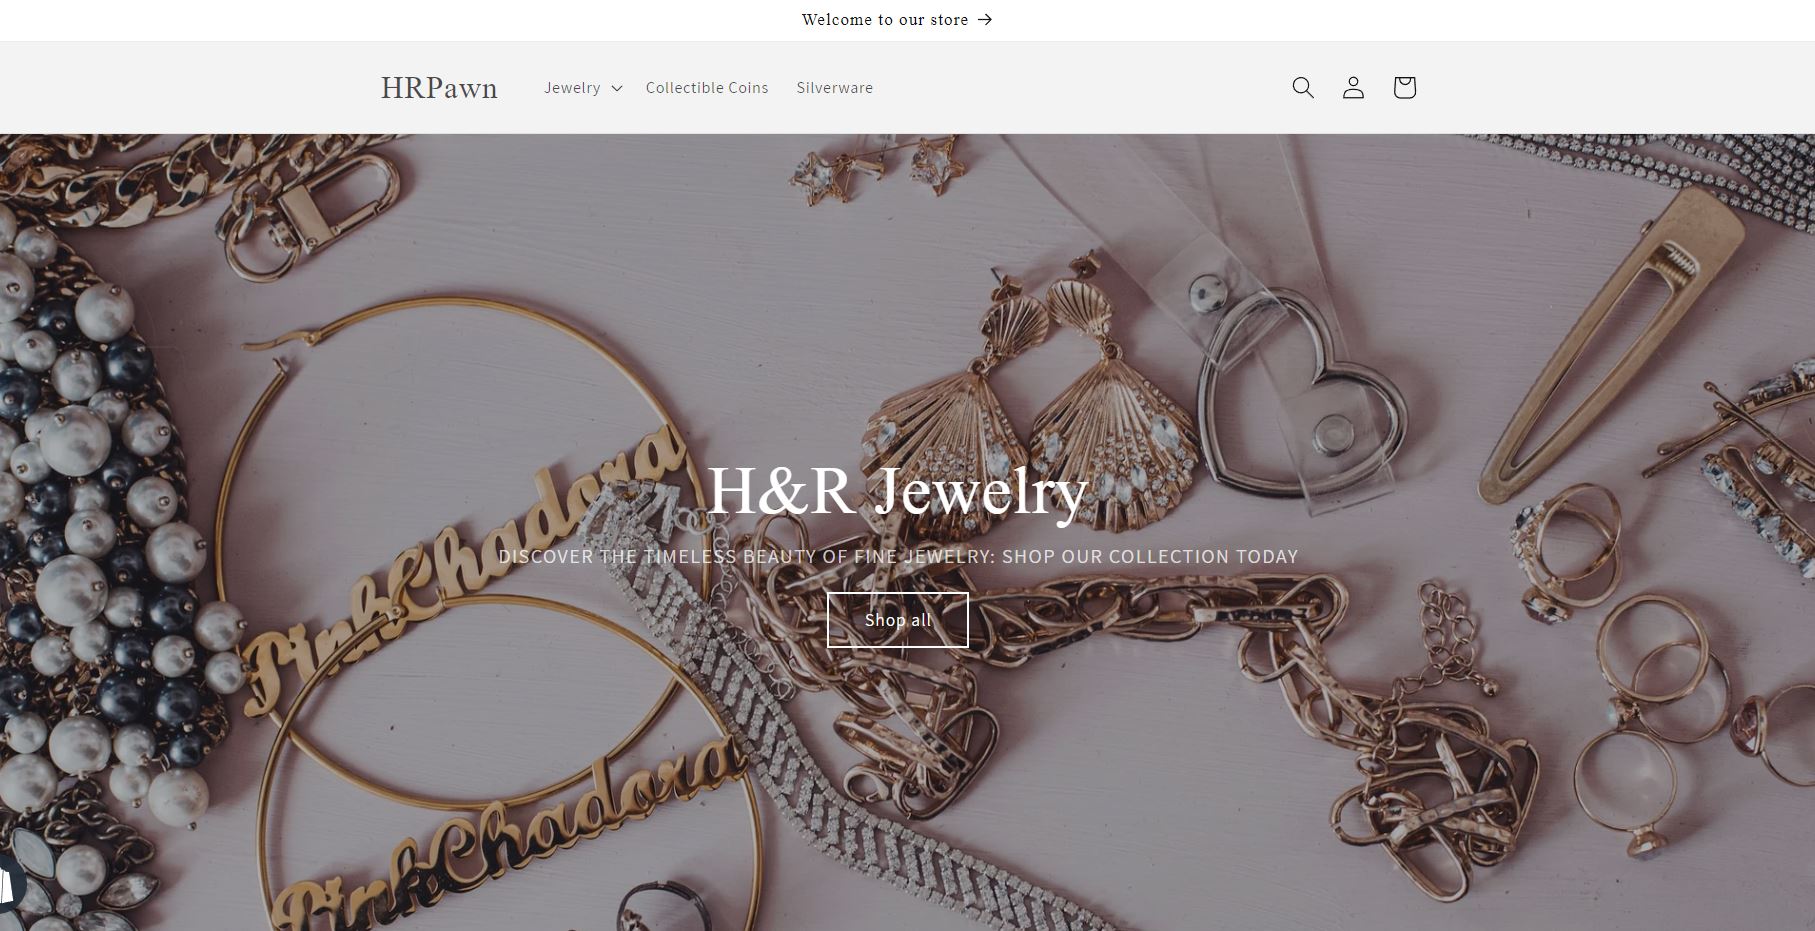 Welcome to our store →
HRPawn
Jewelry
Collectible Coins
Silverware
PinkChadora
H&R Jewelry
DISCOVER THE TIMELESS BEAUTY OF FINE JEWELRY: SHOP OUR COLLECTION TODAY
Shop all
PinkChadora